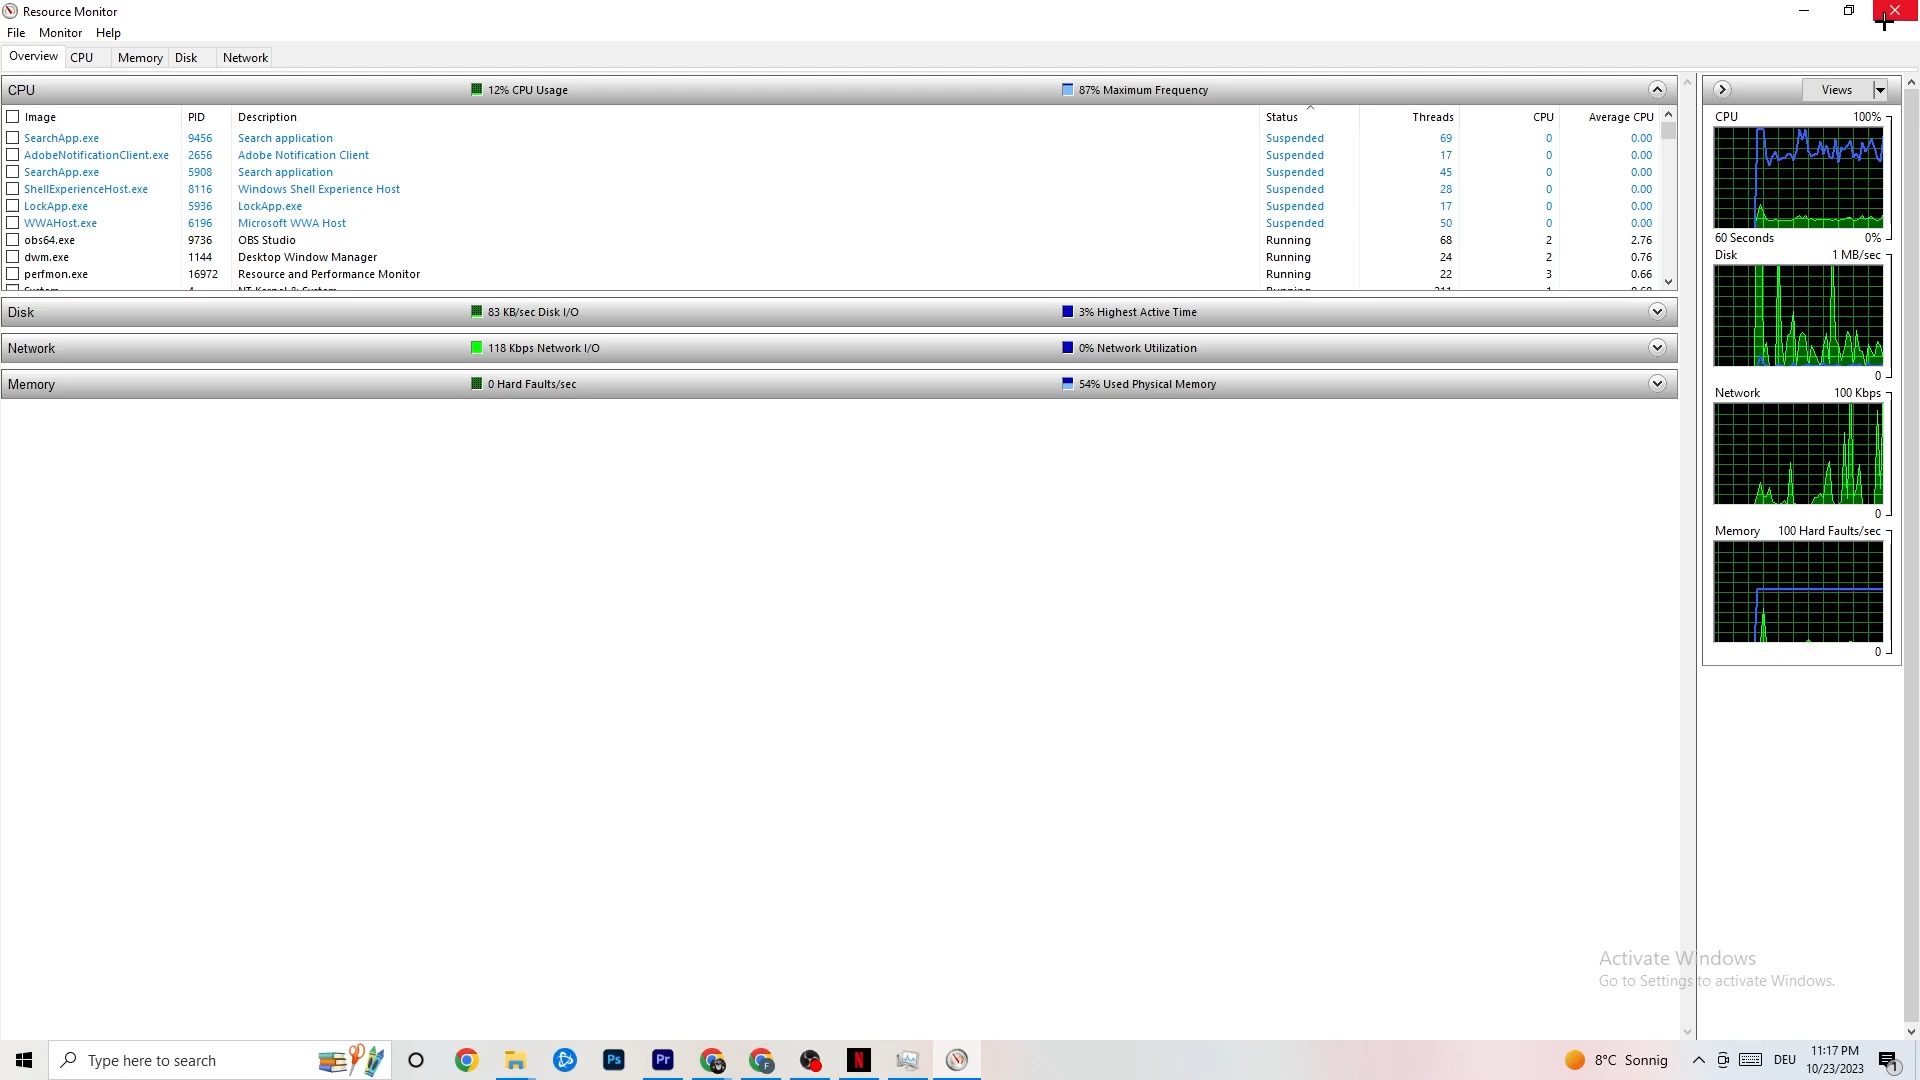 Resource Monitor
File Monitor Help
Overview CPU Memory Disk Network
CPU 12% CPU Usage 87% Maximum Frequency
Image PID Description Status Threads CPU Average CPU
SearchApp.exe 9456 Search application Suspended 69 0 0.00
AdobeNotificationClient.exe 2656 Adobe Notification Client Suspended 17 0 0.00
SearchApp.exe 5908 Search application Suspended 45 0 0.00
ShellExperienceHost.exe 8116 Windows Shell Experience Host Suspended 28 0 0.00
LockApp.exe 5936 LockApp.exe Suspended 17 0 0.00
WWAHost.exe 6196 Microsoft WWA Host Suspended 50 0 0.00
obs64.exe 9736 OBS Studio Running 68 2 2.76
dwm.exe 1144 Desktop Window Manager Running 24 2 0.76
perfmon.exe 16972 Resource and Performance Monitor Running 22 3 0.66
Disk 83 KB/sec Disk I/O 3% Highest Active Time
Network 118 Kbps Network I/O 0% Network Utilization
Memory 0 Hard Faults/sec 54% Used Physical Memory
Views
CPU 100%
60 Seconds 0%
Disk 1 MB/sec
0
Network 100 Kbps
0
Memory 100 Hard Faults/sec
0
Activate Windows
Go to Settings to activate Windows.
Type here to search
Ps Pr F N
8°C Sonnig
DEU
11:17 PM
10/23/2023
1